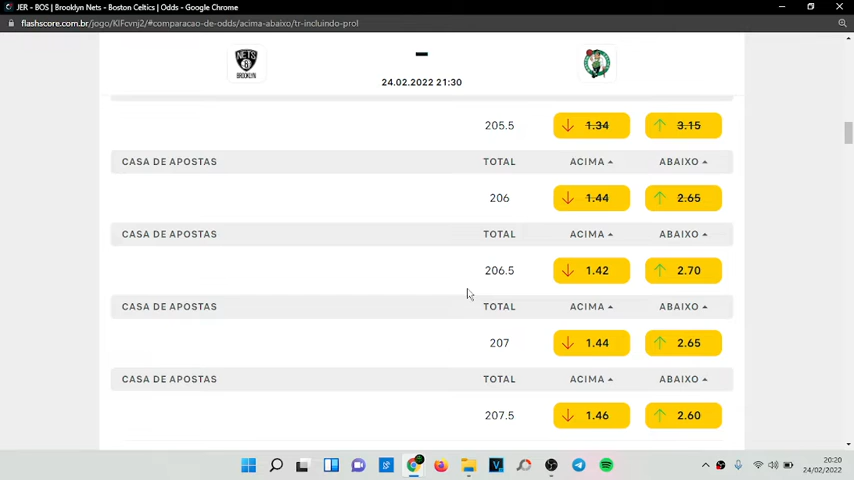 JER - BOS | Brooklyn Nets - Boston Celtics | Odds - Google Chrome
flashscore.com.br/jogo/KIFcvnj2/#comparacao-de-odds/acima-abaixo/tr-incluindo-prol
NETS
B
BROOKLYN
-
24.02.2022 21:30
205.5 1.34 3.15
CASA DE APOSTAS TOTAL ACIMA ABAIXO
206 1.44 2.65
CASA DE APOSTAS TOTAL ACIMA ABAIXO
206.5 1.42 2.70
CASA DE APOSTAS TOTAL ACIMA ABAIXO
207 1.44 2.65
CASA DE APOSTAS TOTAL ACIMA ABAIXO
207.5 1.46 2.60
20:20
24/02/2022